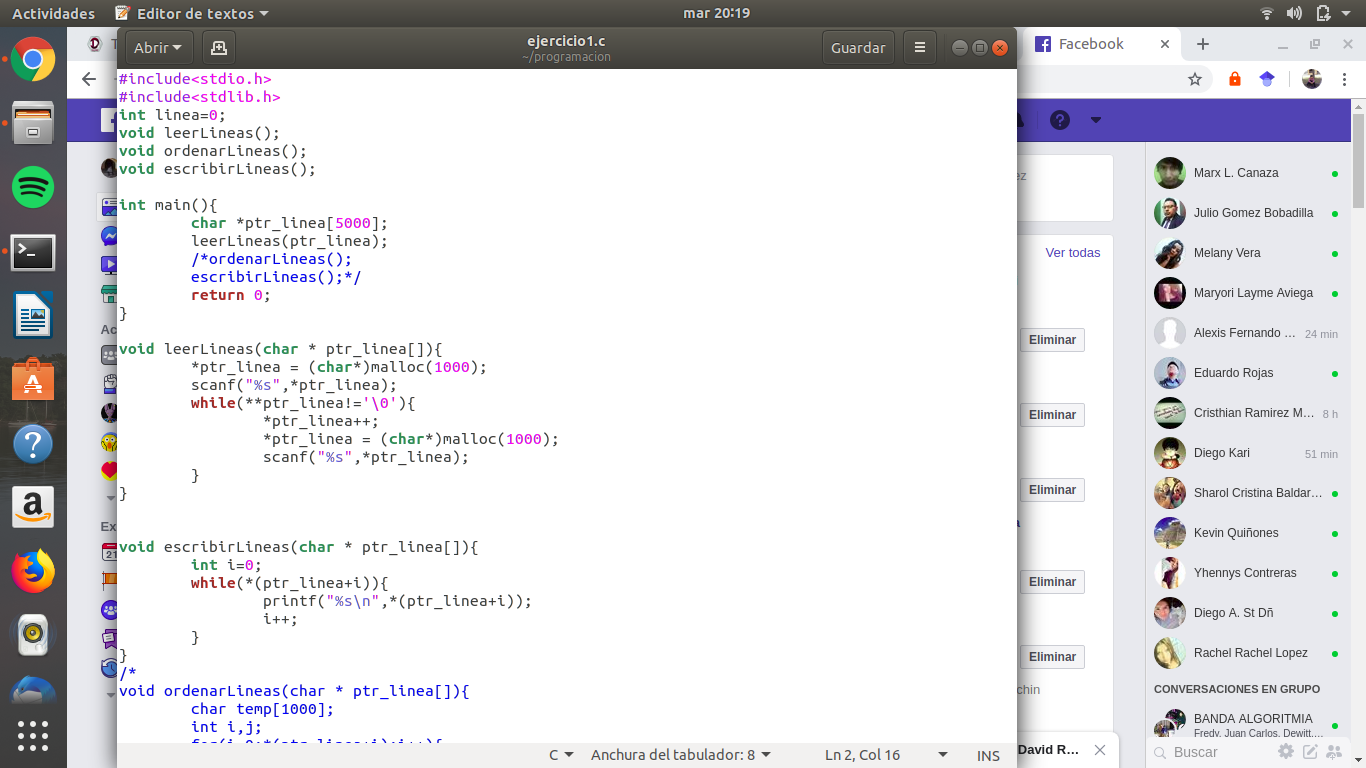 Actividades
Editor de textos
mar 20:19
Abrir
ejercicio1.c
~/programacion
Guardar
Facebook
#include<stdio.h>
#include<stdlib.h>
int linea=0;
void leerLineas();
void ordenarLineas();
void escribirLineas();
int main(){
char *ptr_linea[5000];
leerLineas(ptr_linea);
/*ordenarLineas();
escribirLineas();*/
return 0;
}
void leerLineas(char * ptr_linea[]){
*ptr_linea = (char*)malloc(1000);
scanf("%s",*ptr_linea);
while(**ptr_linea!='\0'){
*ptr_linea++;
*ptr_linea = (char*)malloc(1000);
scanf("%s",*ptr_linea);
}
}
void escribirLineas(char * ptr_linea[]){
int i=0;
while(*(ptr_linea+i)){
printf("%s\n",*(ptr_linea+i));
i++;
}
}
/*
void ordenarLineas(char * ptr_linea[]){
char temp[1000];
int i,j;
C
Anchura del tabulador: 8
Ln 2, Col 16
INS
Ac
Ex
21
ez
Ver todas
Eliminar
Eliminar
Eliminar
Eliminar
Eliminar
chin
David R...
Marx L. Canaza
Julio Gomez Bobadilla
Melany Vera
Maryori Layme Aviega
Alexis Fernando ... 24 min
Eduardo Rojas
Cristhian Ramirez M... 8 h
Diego Kari 51 min
Sharol Cristina Baldar...
Kevin Quiñones
Yhennys Contreras
Diego A. St Dñ
Rachel Rachel Lopez
CONVERSACIONES EN GRUPO
BANDA ALGORITMIA
Fredy, Juan Carlos, Dewitt,...
Buscar